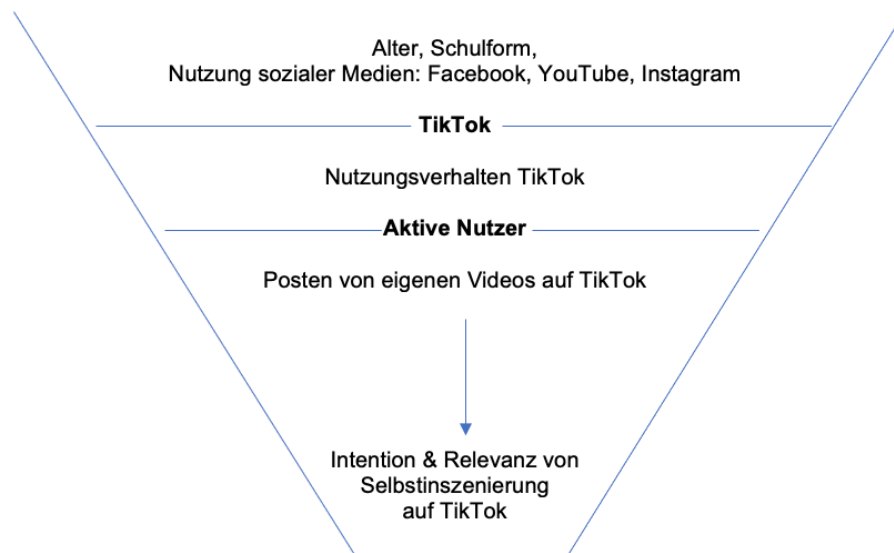 Alter, Schulform,
Nutzung sozialer Medien: Facebook, YouTube, Instagram
TikTok
Nutzungsverhalten TikTok
Aktive Nutzer
Posten von eigenen Videos auf TikTok
Intention & Relevanz von
Selbstinszenierung
auf TikTok